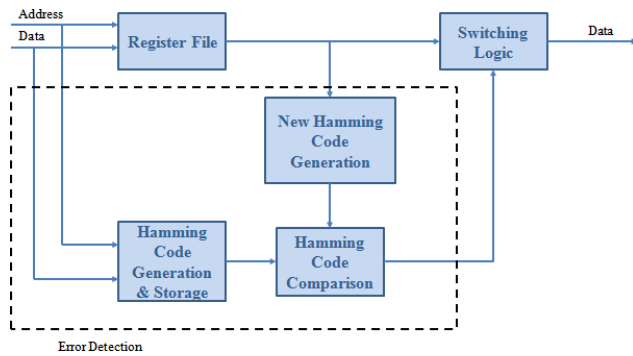 Address
Data
Register File
Switching
Logic
Data
New Hamming
Code
Generation
Hamming
Code
Generation
& Storage
Hamming
Code
Comparison
Error Detection